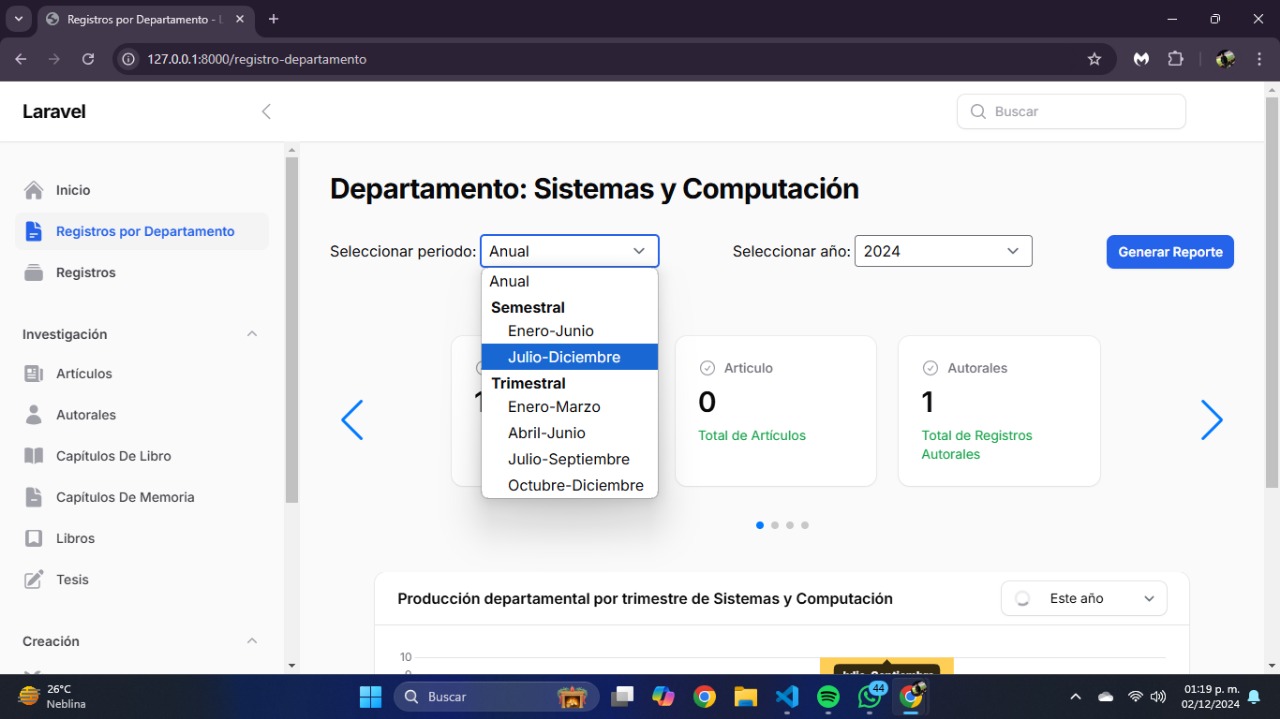 Registros por Departamento - L
127.0.0.1:8000/registro-departamento
Laravel
Buscar
Inicio
Registros por Departamento
Registros
Investigación
Artículos
Autorales
Capítulos De Libro
Capítulos De Memoria
Libros
Tesis
Creación
Departamento: Sistemas y Computación
Seleccionar periodo: Anual
Seleccionar año: 2024
Generar Reporte
Anual
Semestral
Enero-Junio
Julio-Diciembre
Trimestral
Enero-Marzo
Abril-Junio
Julio-Septiembre
Octubre-Diciembre
Articulo
0
Total de Artículos
Autorales
1
Total de Registros
Autorales
Producción departamental por trimestre de Sistemas y Computación
Este año
10
Julio-Septiembre
26°C
Neblina
Buscar
44
01:19 p. m.
02/12/2024